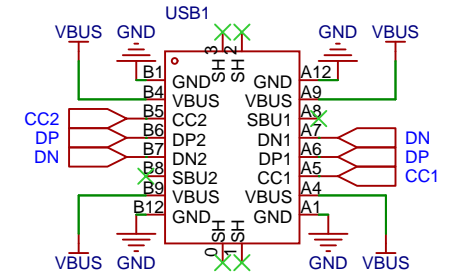 USB1
VBUS GND GND VBUS
SH 3 SH 2
B1 GND GND A12
B4 VBUS VBUS A9
CC2 B5 CC2 SBU1 A8
DP B6 DP2 DN1 A7 DN
DN B7 DN2 DP1 A6 DP
B8 SBU2 CC1 A5 CC1
B9 VBUS VBUS A4
B12 GND GND A1
SH 0 SH 1
VBUS GND GND VBUS